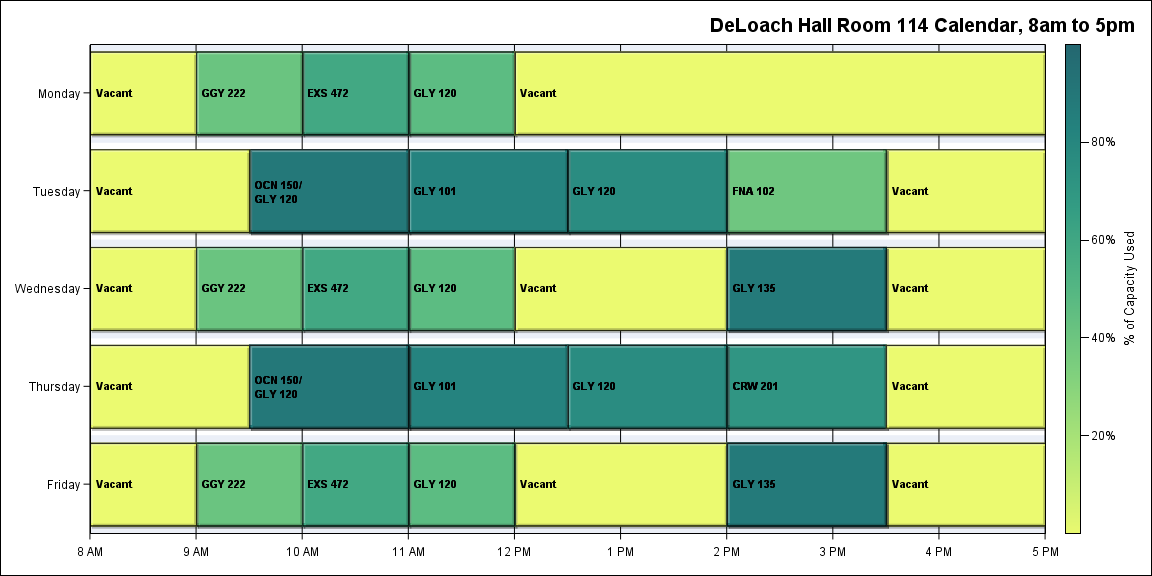 DeLoach Hall Room 114 Calendar, 8am to 5pm
Monday
Vacant
GGY 222
EXS 472
GLY 120
Vacant
Tuesday
Vacant
OCN 150/
GLY 120
GLY 101
GLY 120
FNA 102
Vacant
Wednesday
Vacant
GGY 222
EXS 472
GLY 120
Vacant
GLY 135
Vacant
Thursday
Vacant
OCN 150/
GLY 120
GLY 101
GLY 120
CRW 201
Vacant
Friday
Vacant
GGY 222
EXS 472
GLY 120
Vacant
GLY 135
Vacant
8 AM
9 AM
10 AM
11 AM
12 PM
1 PM
2 PM
3 PM
4 PM
5 PM
80%
60%
40%
20%
% of Capacity Used